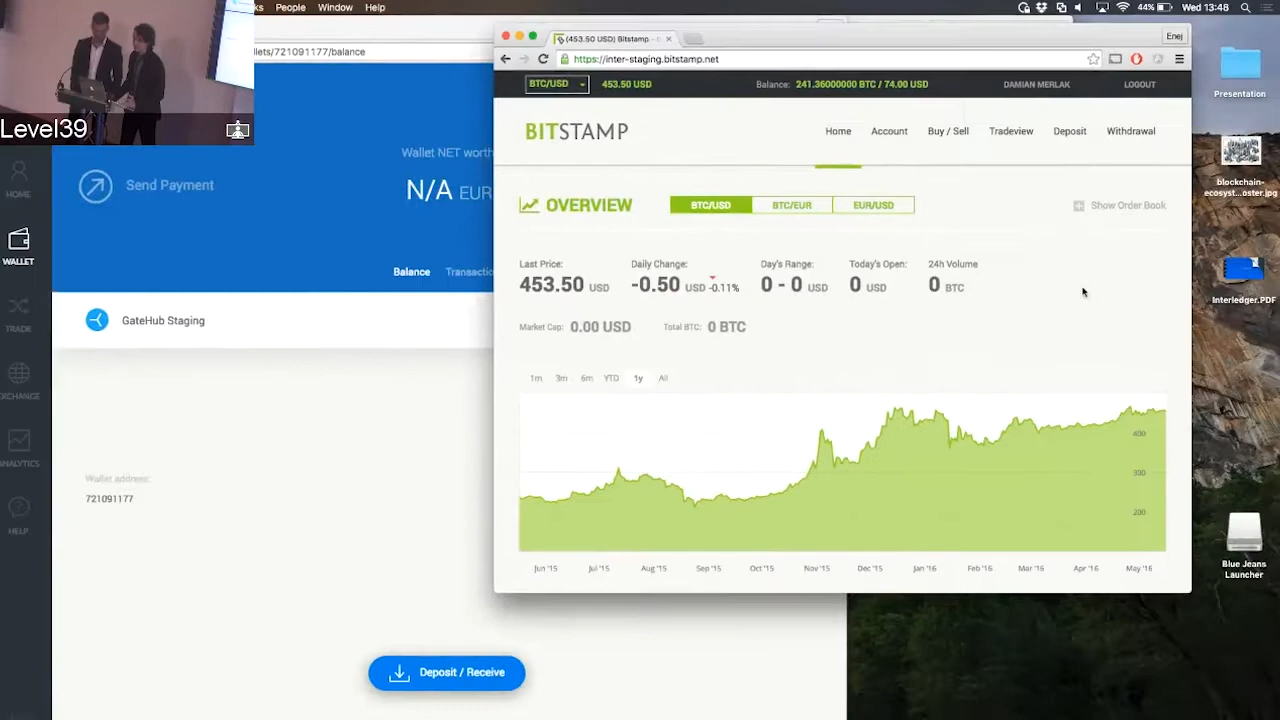 ks People Window Help
44% Wed 13:48
Level39
llets/721091177/balance
(453.50 USD) Bitstamp -
Enej
https://inter-staging.bitstamp.net
BTC/USD 453.50 USD Balance: 241.36000000 BTC / 74.00 USD DAMIAN MERLAK LOGOUT
BITSTAMP
Home Account Buy / Sell Tradeview Deposit Withdrawal
OVERVIEW BTC/USD BTC/EUR EUR/USD Show Order Book
Last Price: Daily Change: Day's Range: Today's Open: 24h Volume
453.50 USD -0.50 USD -0.11% 0 - 0 USD 0 USD 0 BTC
Market Cap: 0.00 USD Total BTC: 0 BTC
1m 3m 6m YTD 1y All
400
300
200
Jun '15 Jul '15 Aug '15 Sep '15 Oct '15 Nov '15 Dec '15 Jan '16 Feb '16 Mar '16 Apr '16 May '16
HOME
WALLET
TRADE
XCHANGE
ANALYTICS
HELP
Send Payment
Wallet NET worth
N/A EUR
Balance Transactio
GateHub Staging
Wallet address:
721091177
Deposit / Receive
Presentation
blockchain-
ecosyst...oster.jpg
Interledger.PDF
Blue Jeans
Launcher